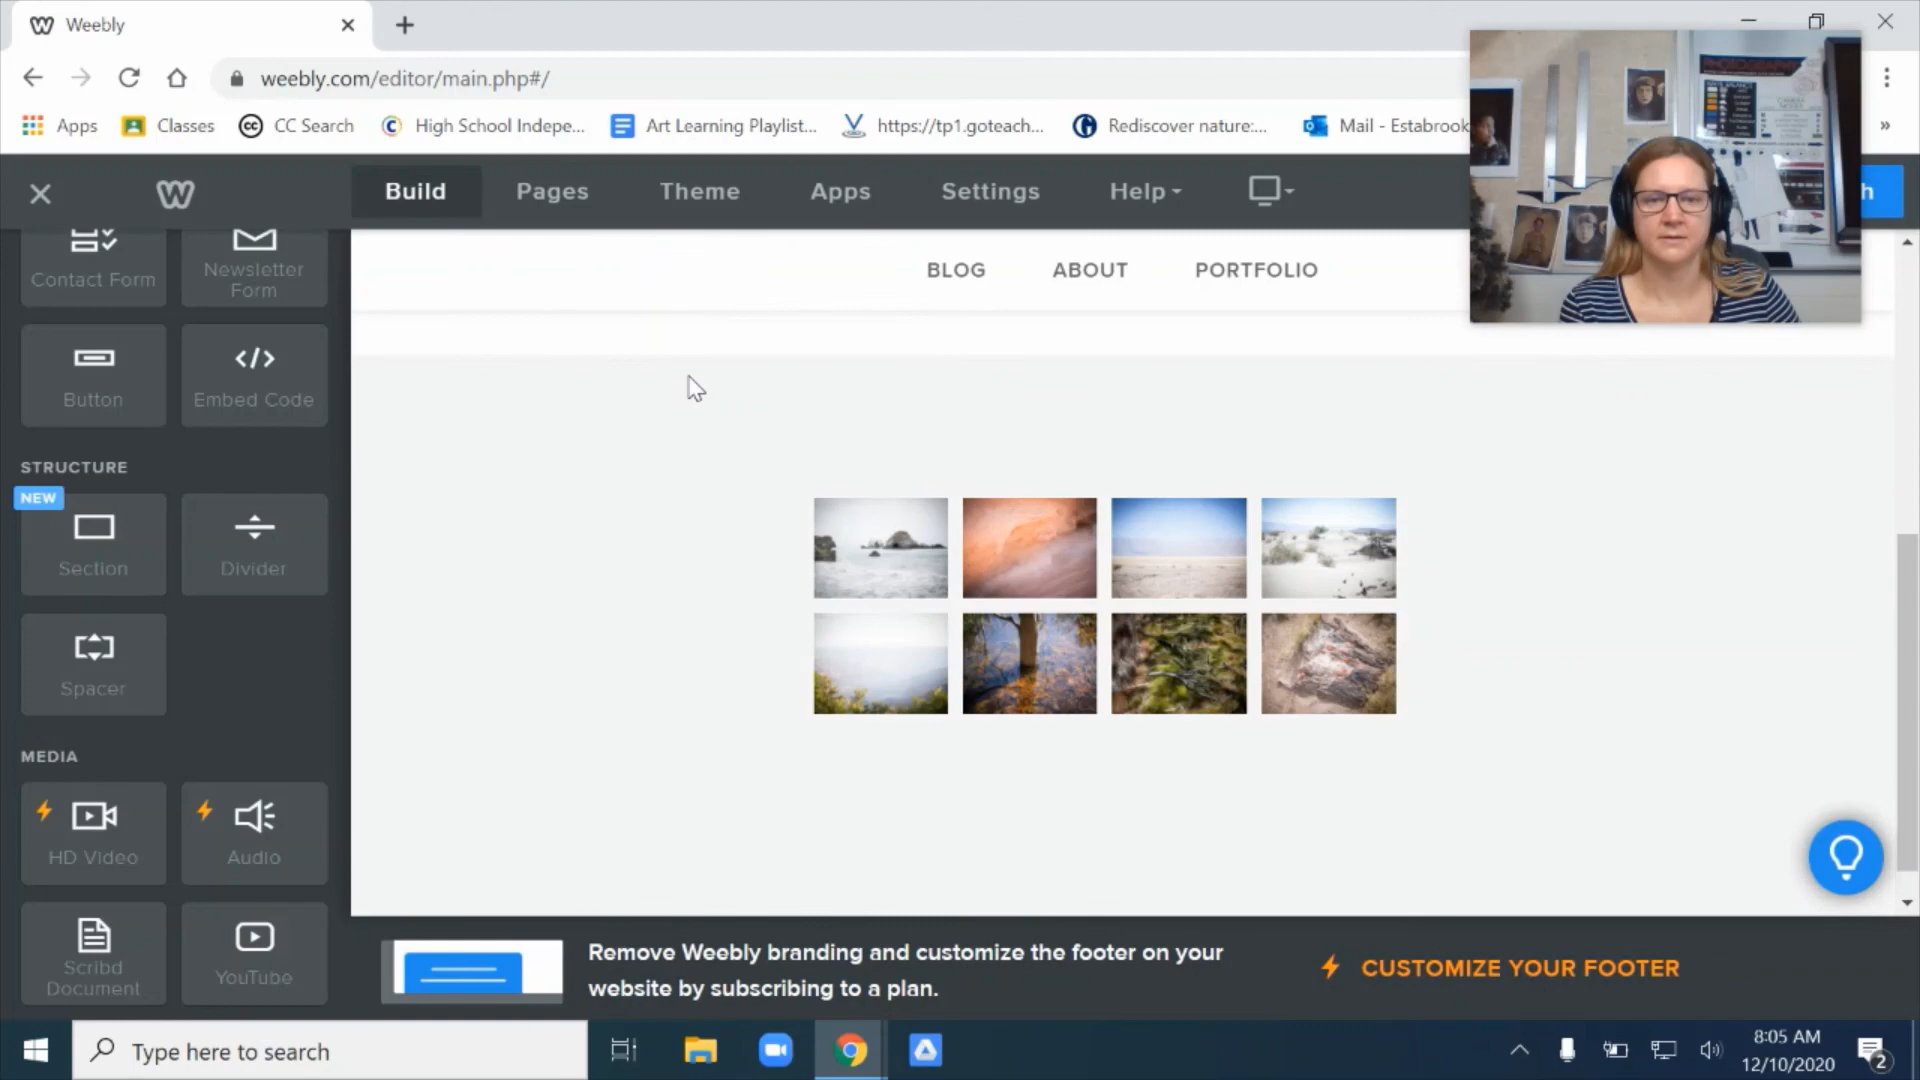 Weebly
weebly.com/editor/main.php#/
Apps
Classes
CC Search
High School Indepe...
Art Learning Playlist...
https://tp1.goteach...
Rediscover nature:...
Mail - Estabrook
Build
Pages
Theme
Apps
Settings
Help
h
Contact Form
Newsletter
Form
BLOG
ABOUT
PORTFOLIO
Button
Embed Code
STRUCTURE
NEW
Section
Divider
Spacer
MEDIA
HD Video
Audio
Scribd
Document
YouTube
Remove Weebly branding and customize the footer on your
website by subscribing to a plan.
CUSTOMIZE YOUR FOOTER
Type here to search
8:05 AM
12/10/2020
2